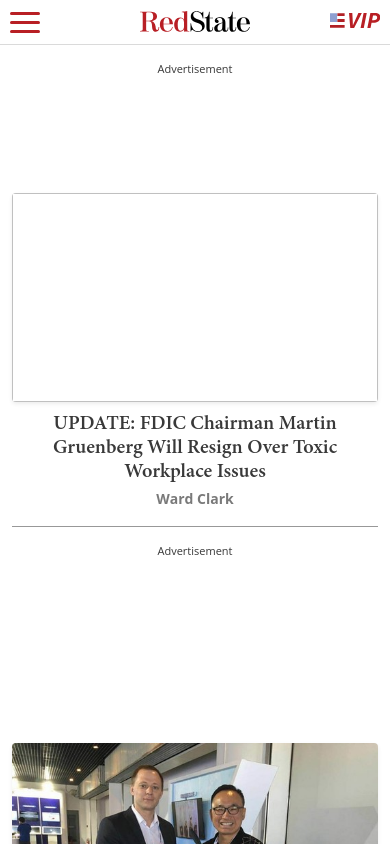 RedState
VIP
Advertisement
UPDATE: FDIC Chairman Martin
Gruenberg Will Resign Over Toxic
Workplace Issues
Ward Clark
Advertisement